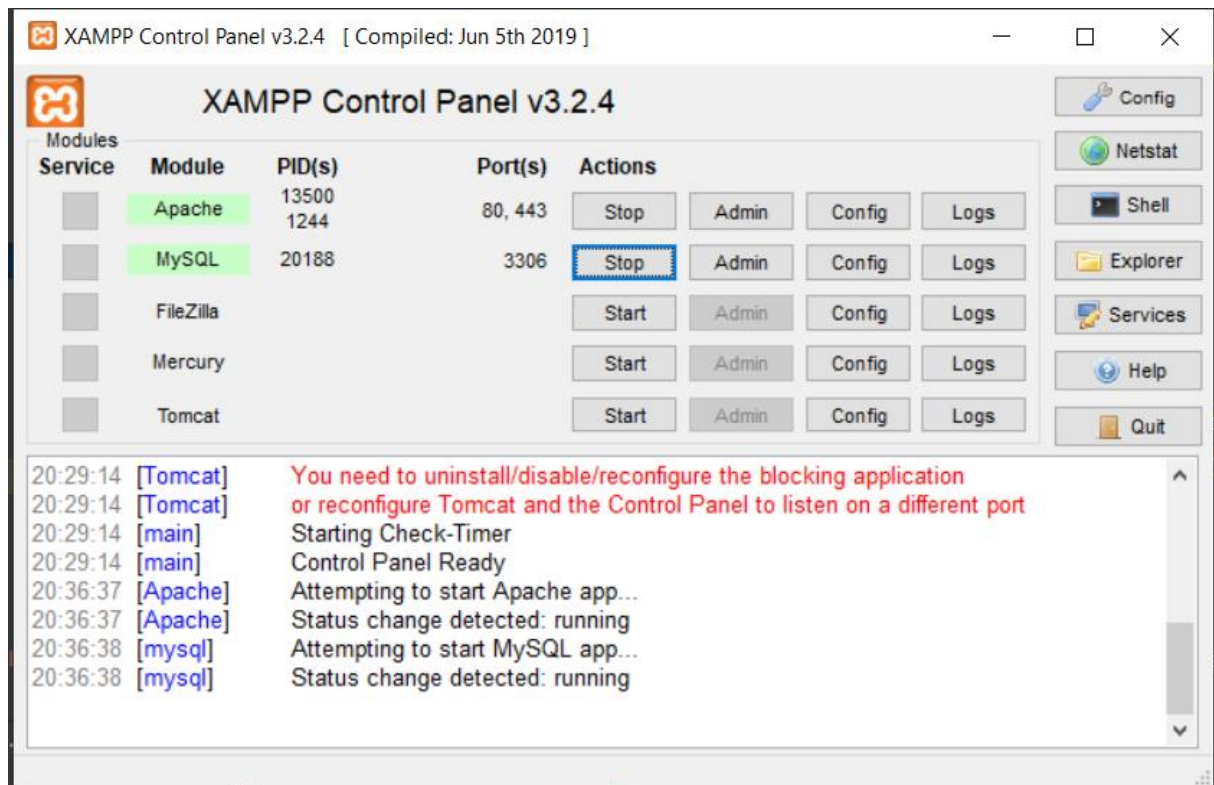 XAMPP Control Panel v3.2.4 [ Compiled: Jun 5th 2019 ]
XAMPP Control Panel v3.2.4
Config
Modules
Netstat
Service Module PID(s) Port(s) Actions
Apache 13500 1244 80, 443 Stop Admin Config Logs
Shell
MySQL 20188 3306 Stop Admin Config Logs
Explorer
FileZilla Start Admin Config Logs
Services
Mercury Start Admin Config Logs
Help
Tomcat Start Admin Config Logs
Quit
20:29:14 [Tomcat] You need to uninstall/disable/reconfigure the blocking application
20:29:14 [Tomcat] or reconfigure Tomcat and the Control Panel to listen on a different port
20:29:14 [main] Starting Check-Timer
20:29:14 [main] Control Panel Ready
20:36:37 [Apache] Attempting to start Apache app...
20:36:37 [Apache] Status change detected: running
20:36:38 [mysql] Attempting to start MySQL app...
20:36:38 [mysql] Status change detected: running